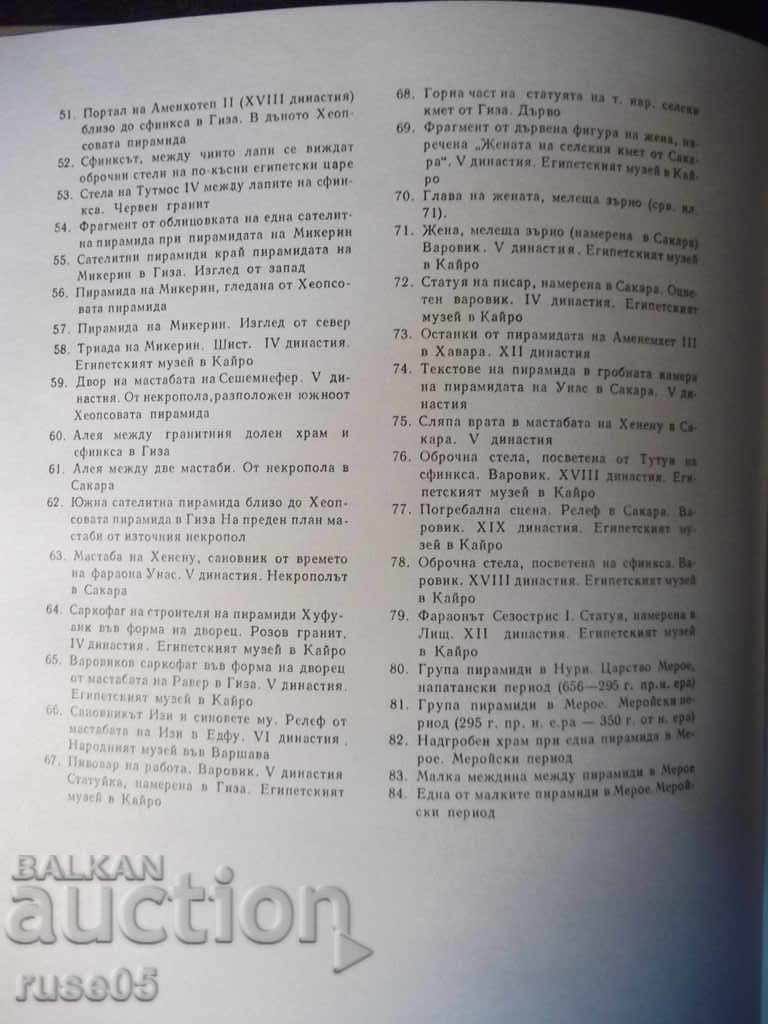 51. Портал на Аменхотеп II (XVIII династия)
близо до сфинкса в Гиза. В дъното Хеоп-
совата пирамида
52. Сфинксът, между чиито лапи се виждат
оброчни стели на по-късни египетски царе
53. Стела на Тутмос IV между лапите на сфин-
кса. Червен гранит
54. Фрагмент от облицовката на една сателит-
на пирамида при пирамидата на Микерин
55. Сателитни пирамиди край пирамидата на
Микерин в Гиза. Изглед от запад
56. Пирамида на Микерин, гледана от Хеопсо-
вата пирамида
57. Пирамида на Микерин. Изглед от север
58. Триада на Микерин. Шист. IV династия.
Египетският музей в Кайро
59. Двор на мастабата на Сешемнефер. V ди-
настия. От некропола, разположен южноот
Хеопсовата пирамида
60. Алея между гранитния долен храм и
сфинкса в Гиза
61. Алея между две мастаби. От некропола в
Сакара
62. Южна сателитна пирамида близо до Хеоп-
совата пирамида в Гиза На преден план ма-
стаби от източния некропол
63. Мастаба на Хенену, сановник от времето
на фараона Унас. V династия. Некрополът
в Сакара
64. Саркофаг на строителя на пирамиди Хуфу-
анк във форма на дворец. Розов гранит.
IV династия. Египетският музей в Кайро
65. Варовиков саркофаг във форма на дворец
от мастабата на Равер в Гиза. V династия.
Египетският музей в Кайро
66. Сановникът Изи и синовете му. Релеф от
мастабата на Изи в Едфу. VI династия.
Народният музей във Варшава
67. Пивовар на работа. Варовик. V династия
Статуйка, намерена в Гиза. Египетският
музей в Кайро
68. Горна част на статуята на т. нар. селски
кмет от Гиза. Дърво
69. Фрагмент от дървена фигура на жена, на-
речена „Жената на селския кмет от Сака-
ра“. V династия. Египетският музей в Кай-
ро
70. Глава на жената, мелеща зърно (срв. ил.
71).
71. Жена, мелеща зърно (намерена в Сакара)
Варовик. V династия. Египетският музей
в Кайро
72. Статуя на писар, намерена в Сакара. Оцве-
тен варовик. IV династия. Египетският
музей в Кайро
73. Останки от пирамидата на Аменемхет III
в Хавара. XII династия
74. Текстове на пирамида в гробната камера
на пирамидата на Унас в Сакара. V ди-
настия
75. Сляпа врата в мастабата на Хенену в Са-
кара. V династия
76. Оброчна стела, посветена от Тутуи на
сфинкса. Варовик. XVIII династия. Еги-
петският музей в Кайро
77. Погребална сцена. Релеф в Сакара. Ва-
ровик. XIX династия. Египетският му-
зей в Кайро
78. Оброчна стела, посветена на сфинкса. Ва-
ровик. XVIII династия. Египетският музей
в Кайро
79. Фараонът Сезострис I. Статуя, намерена в
Лищ. XII династия. Египетският музей
в Кайро
80. Група пирамиди в Нури. Царство Мерое,
напатански период (656—295 г. пр.н. ера)
81. Група пирамиди в Мерое. Меройски пе-
риод (295 г. пр. н. е.ра — 350 г. от н. ера)
82. Надгробен храм при една пирамида в Ме-
рое. Меройски период
83. Малка междина между пирамиди в Мерое
84. Една от малките пирамиди в Мерое. Мерой-
ски период
BALKAN
auction
ruse05